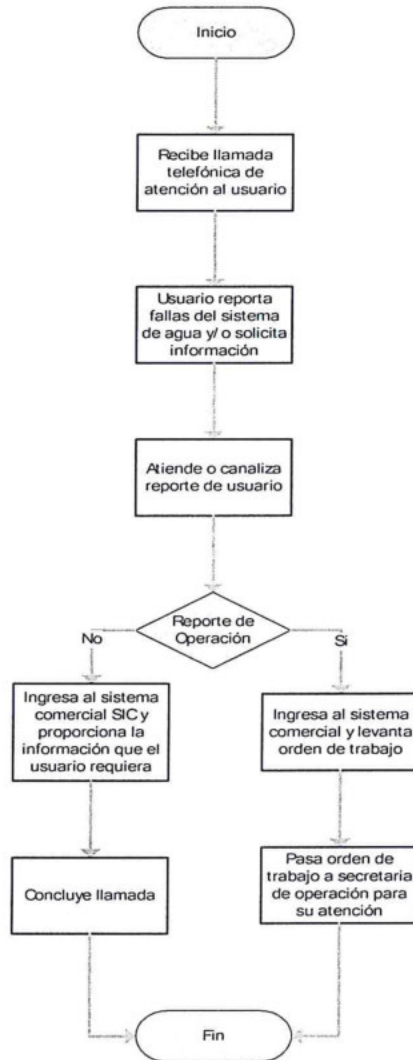 Inicio
Recibe llamada
telefónica de
atención al usuario
Usuario reporta
fallas del sistema
de agua y/o solicita
información
Atiende o canaliza
reporte de usuario
Reporte de
Operación
No
Sí
Ingresa al sistema
comercial SIC y
proporciona la
información que el
usuario requiera
Ingresa al sistema
comercial y levanta
orden de trabajo
Concluye llamada
Pasa orden de
trabajo a secretaria
de operación para
su atención
Fin